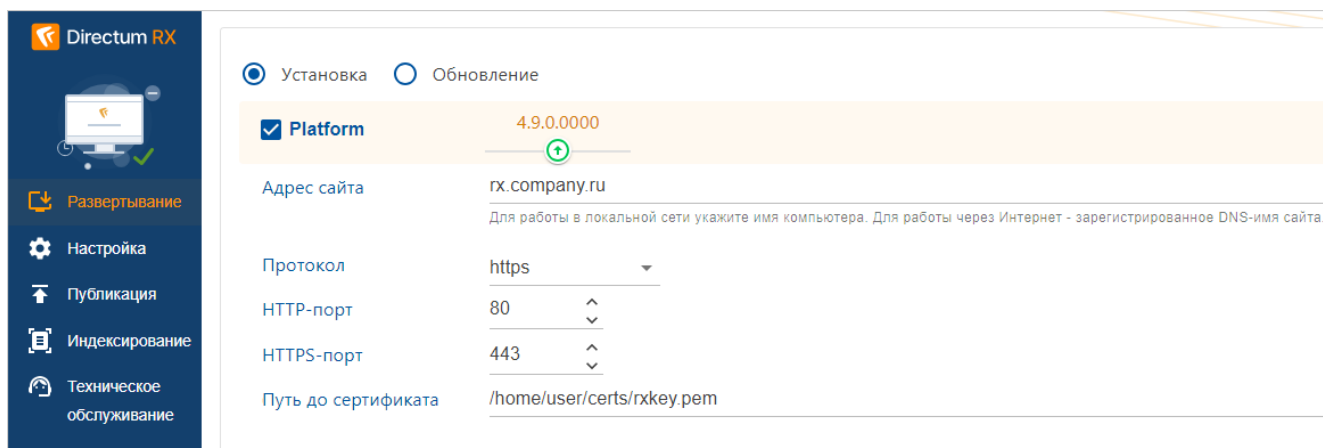 Directum RX
Развертывание
Настройка
Публикация
Индексирование
Техническое
обслуживание
Установка Обновление
Platform 4.9.0.0000
Адрес сайта rx.company.ru
Для работы в локальной сети укажите имя компьютера. Для работы через Интернет - зарегистрированное DNS-имя сайта
Протокол https
HTTP-порт 80
HTTPS-порт 443
Путь до сертификата /home/user/certs/rxkey.pem